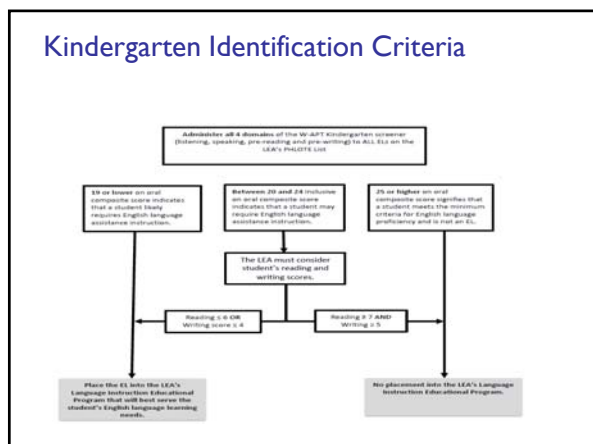 Kindergarten Identification Criteria
Administer all 4 domains of the W-APT Kindergarten screener
(listening, speaking, pre-reading and pre-writing) to ALL ELs on the
LEA's PHLOTE List
19 or lower on oral
composite score indicates
that a student likely
requires English language
assistance instruction.
Between 20 and 24 inclusive
on oral composite score
indicates that a student may
require English language
assistance instruction.
25 or higher on oral
composite score signifies that
a student meets the minimum
criteria for English language
proficiency and is not an EL.
The LEA must consider
student's reading and
writing scores.
Reading ≤ 6 OR
Writing score ≤ 4
Reading # 7 AND
Writing ≥ 5
Place the EL into the LEA's
Language Instruction Educational
Program that will best serve the
student's English language learning
needs.
No placement into the LEA's Language
Instruction Educational Program.